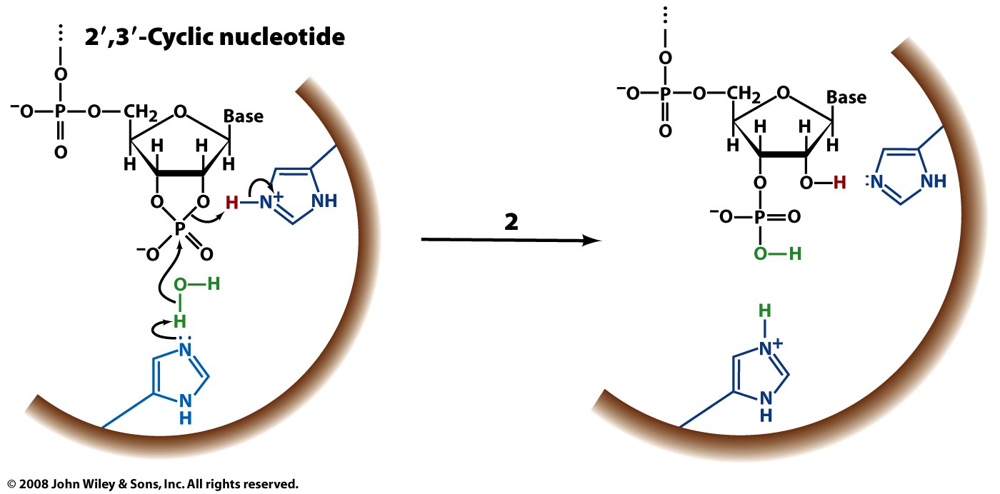 2′,3′-Cyclic nucleotide
O
⁻O—P—O—CH₂ O Base
O
H H H H
O O
H—N⁺ NH
P
⁻O O
O—H
H
N
N
H
2
O
⁻O—P—O—CH₂ O Base
O
H H H H
O O—H
:N NH
⁻O—P=O
O—H
H
N⁺
N
H
© 2008 John Wiley & Sons, Inc. All rights reserved.